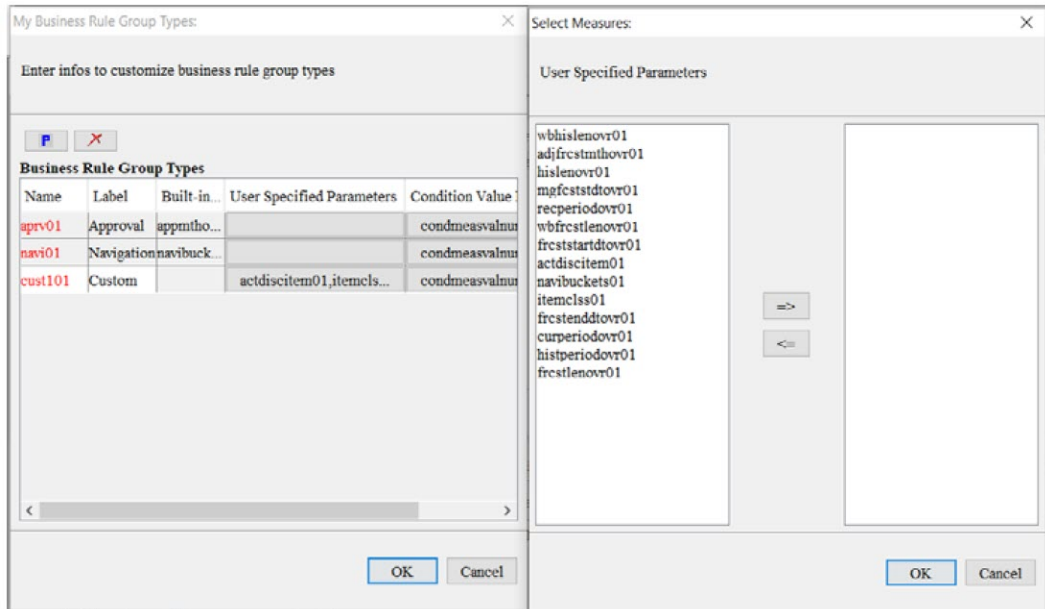 My Business Rule Group Types:
Enter infos to customize business rule group types
P
Business Rule Group Types
Name Label Built-in... User Specified Parameters Condition Value
aprv01 Approval appmtho... condmeasvalnu
navi01 Navigation navibuck... condmeasvalnu
cust101 Custom actdiscitem01,itemcls... condmeasvalnu
OK Cancel
Select Measures:
User Specified Parameters
wbhislenovr01
adjfrcstmthovr01
hislenovr01
mgfcststdtovr01
recperiodovr01
wbfrcstlenovr01
frcststartdtovr01
actdiscitem01
navibuckets01
itemclss01
frcstenddtovr01
curperiodovr01
histperiodovr01
frcstlenovr01
=>
<=
OK Cancel